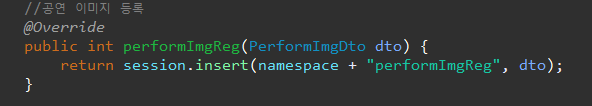 //공연 이미지 등록
@Override
public int performImgReg(PerformImgDto dto) {
return session.insert(namespace + "performImgReg", dto);
}